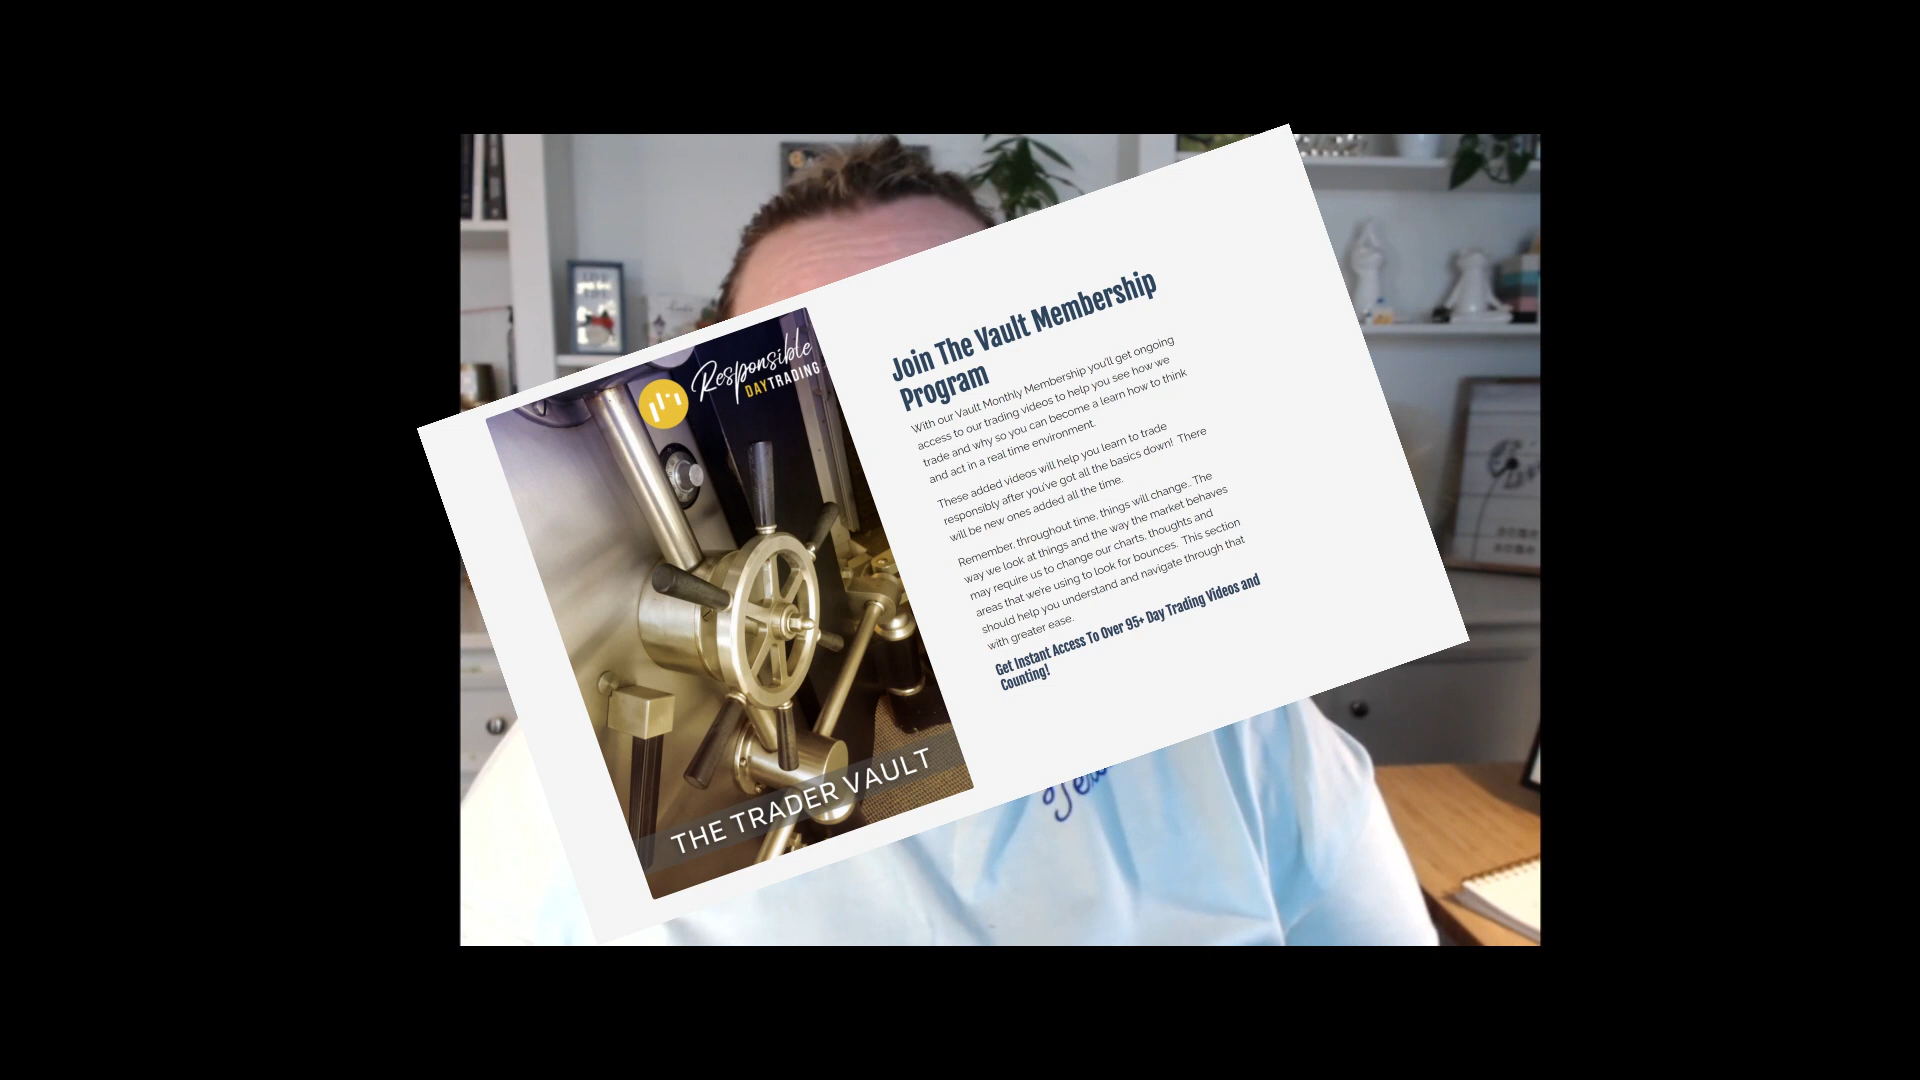 Responsible
DAYTRADING
THE TRADER VAULT
Join The Vault Membership
Program
With our Vault Monthly Membership you'll get ongoing
access to our trading videos to help you see how we
trade and why so you can become a learn how to think
and act in a real time environment.
These added videos will help you learn to trade
responsibly after you've got all the basics down!  There
will be new ones added all the time.
Remember, throughout time, things will change.. The
way we look at things and the way the market behaves
may require us to change our charts, thoughts and
areas that we're using to look for bounces.  This section
should help you understand and navigate through that
with greater ease.
Get Instant Access To Over 95+ Day Trading Videos and
Counting!